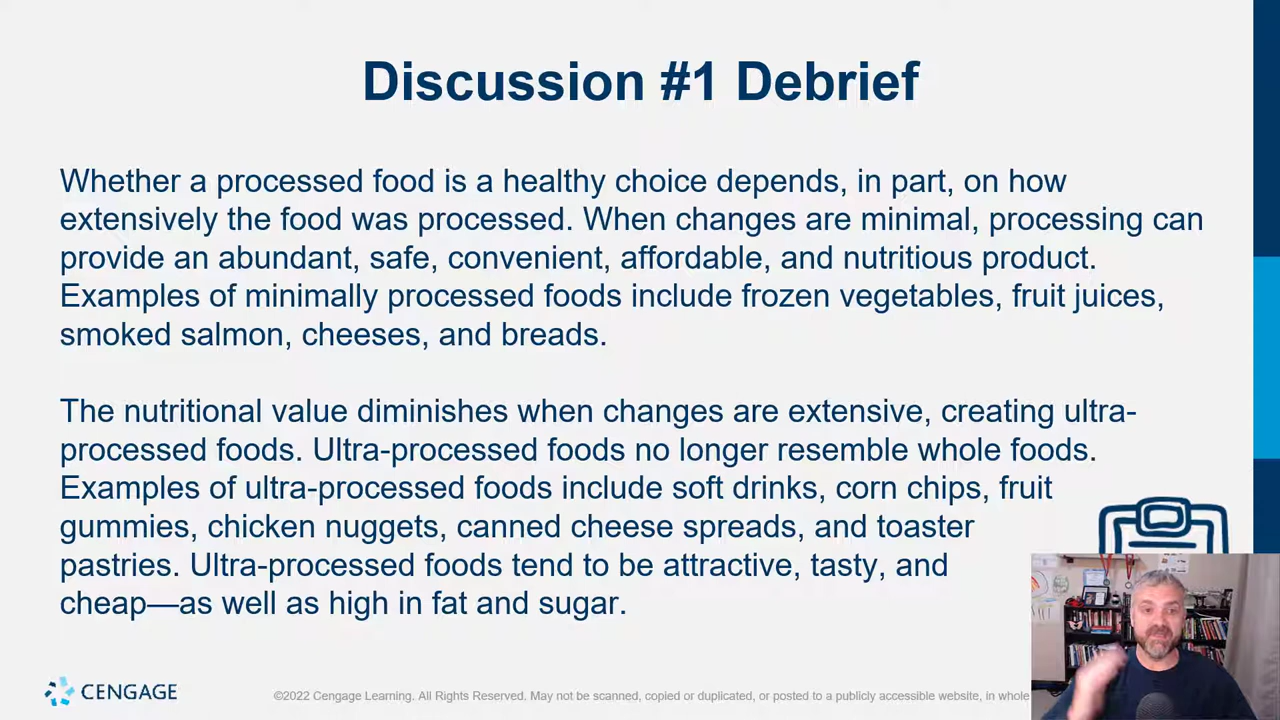 Discussion #1 Debrief
Whether a processed food is a healthy choice depends, in part, on how
extensively the food was processed. When changes are minimal, processing can
provide an abundant, safe, convenient, affordable, and nutritious product.
Examples of minimally processed foods include frozen vegetables, fruit juices,
smoked salmon, cheeses, and breads.
The nutritional value diminishes when changes are extensive, creating ultra-
processed foods. Ultra-processed foods no longer resemble whole foods.
Examples of ultra-processed foods include soft drinks, corn chips, fruit
gummies, chicken nuggets, canned cheese spreads, and toaster
pastries. Ultra-processed foods tend to be attractive, tasty, and
cheap—as well as high in fat and sugar.
CENGAGE
©2022 Cengage Learning. All Rights Reserved. May not be scanned, copied or duplicated, or posted to a publicly accessible website, in whole